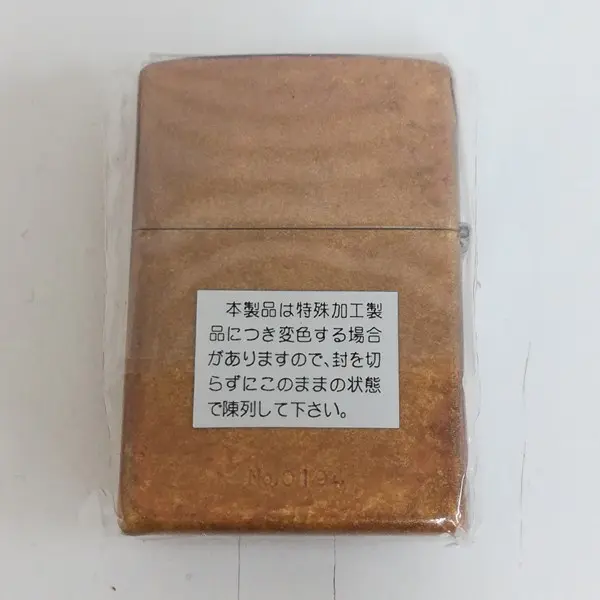 本製品は特殊加工製
品につき変色する場合
がありますので、封を切
らずにこのままの状態
で陳列して下さい。
No.0194